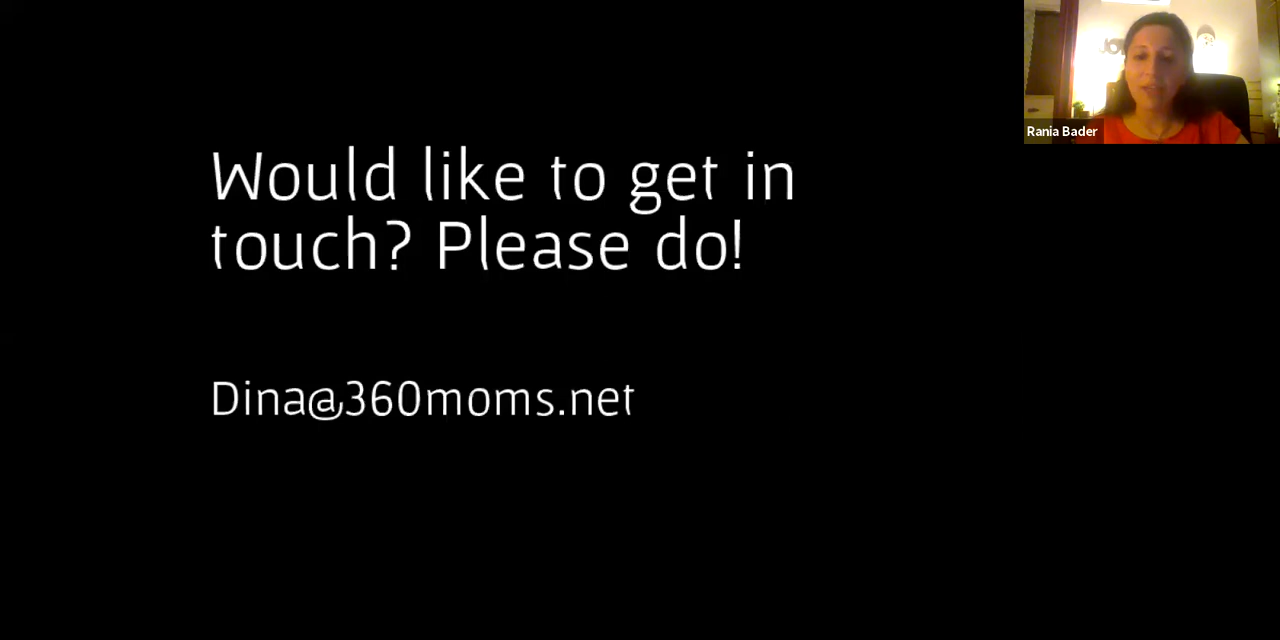 Would like to get in
touch? Please do!
Dina@360moms.net
Rania Bader